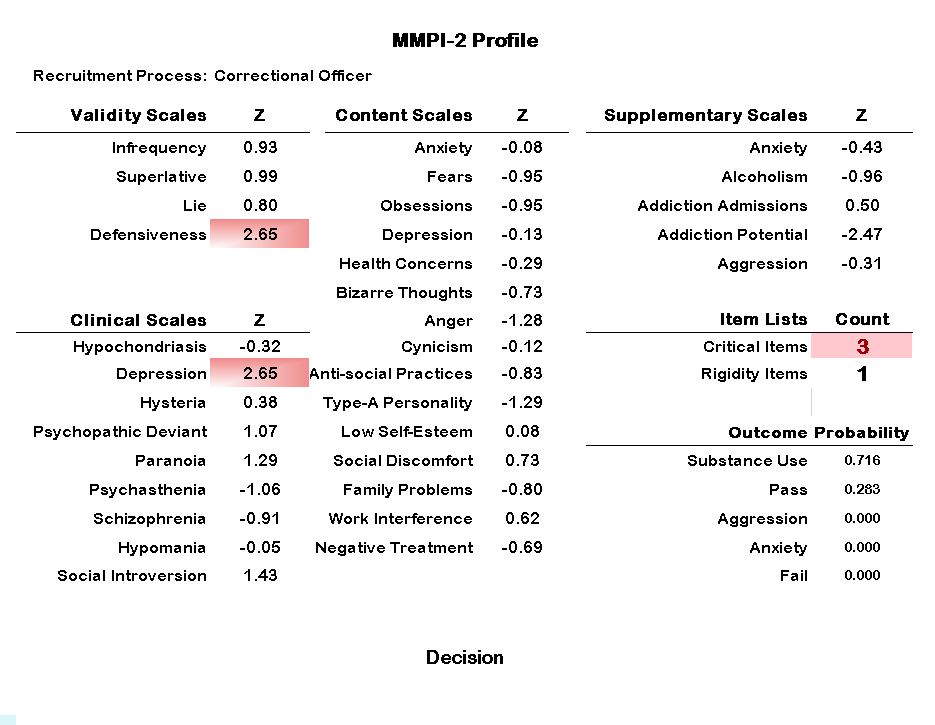 MMPI-2 Profile
Recruitment Process: Correctional Officer
Validity Scales Z
Infrequency 0.93
Superlative 0.99
Lie 0.80
Defensiveness 2.65
Clinical Scales Z
Hypochondriasis -0.32
Depression 2.65
Hysteria 0.38
Psychopathic Deviant 1.07
Paranoia 1.29
Psychasthenia -1.06
Schizophrenia -0.91
Hypomania -0.05
Social Introversion 1.43
Content Scales Z
Anxiety -0.08
Fears -0.95
Obsessions -0.95
Depression -0.13
Health Concerns -0.29
Bizarre Thoughts -0.73
Anger -1.28
Cynicism -0.12
Anti-social Practices -0.83
Type-A Personality -1.29
Low Self-Esteem 0.08
Social Discomfort 0.73
Family Problems -0.80
Work Interference 0.62
Negative Treatment -0.69
Supplementary Scales Z
Anxiety -0.43
Alcoholism -0.96
Addiction Admissions 0.50
Addiction Potential -2.47
Aggression -0.31
Item Lists Count
Critical Items 3
Rigidity Items 1
Outcome Probability
Substance Use 0.716
Pass 0.283
Aggression 0.000
Anxiety 0.000
Fail 0.000
Decision